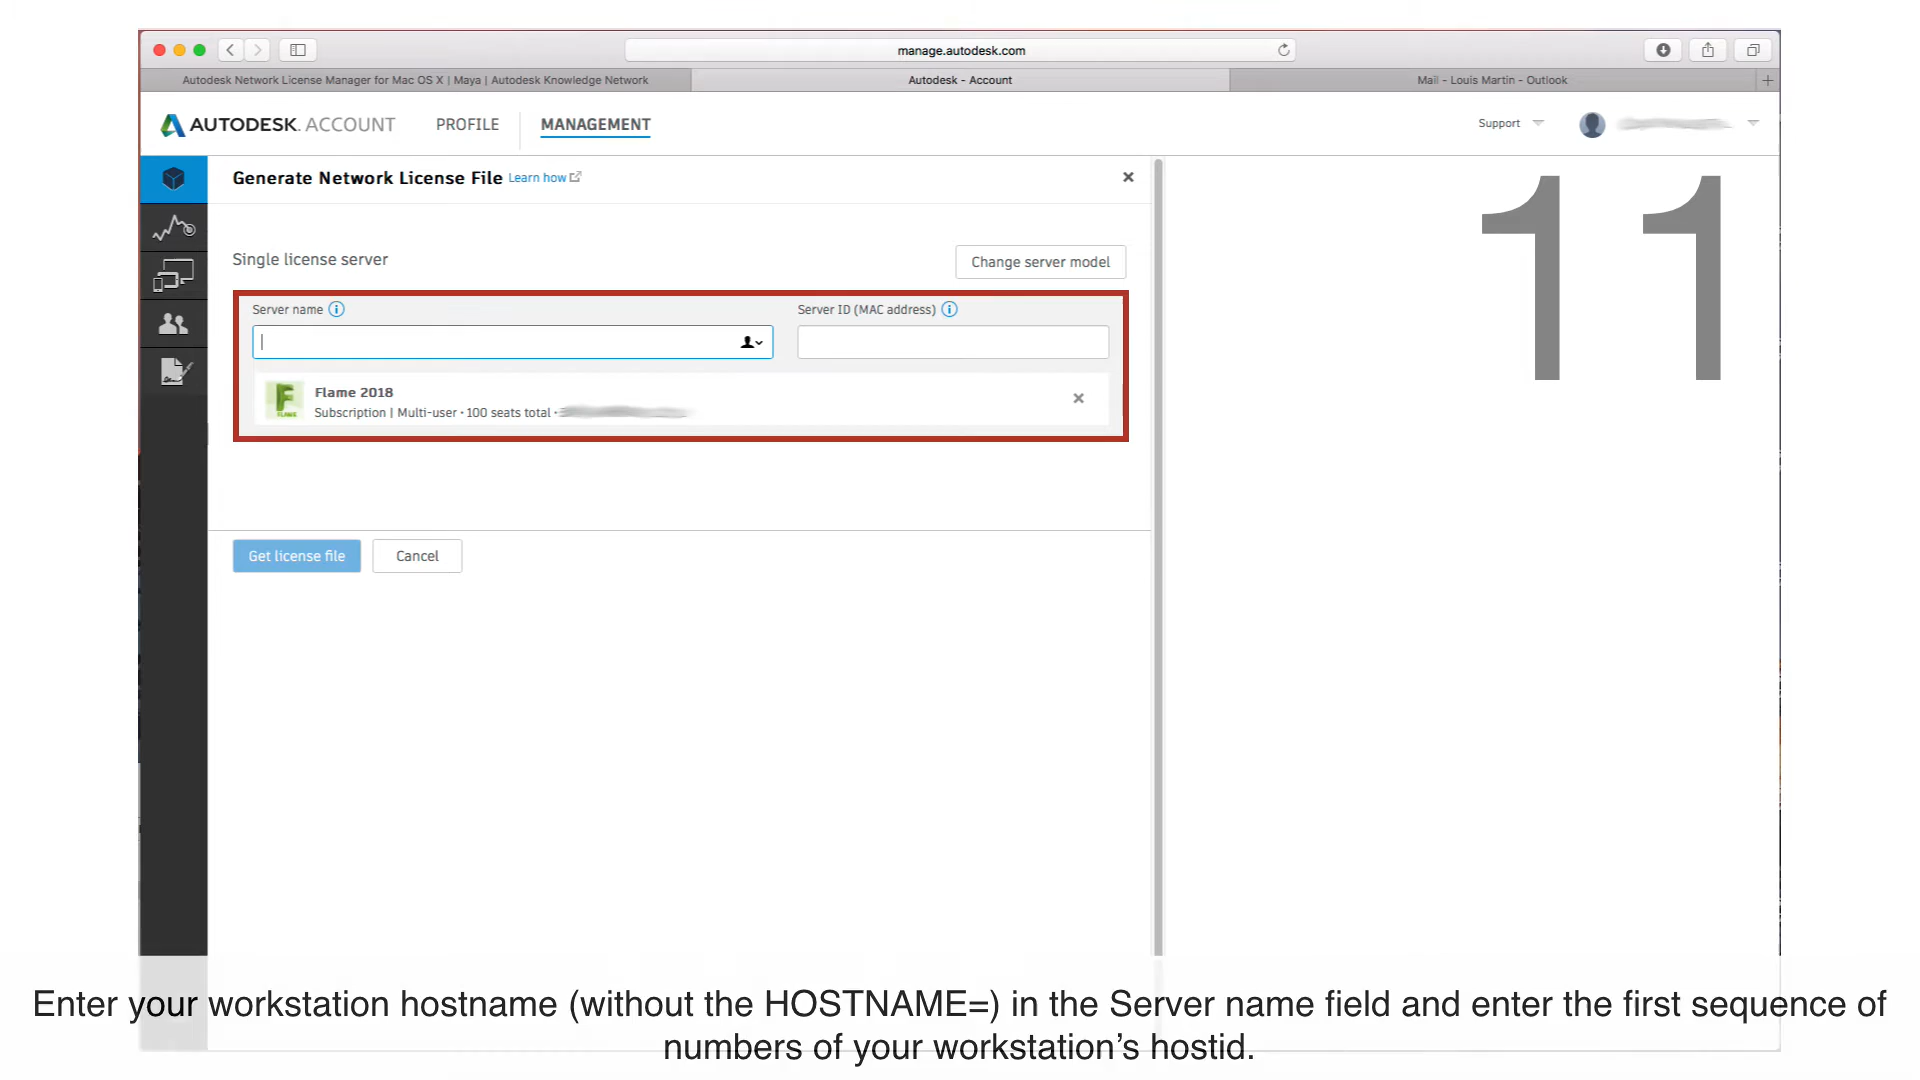 manage.autodesk.com
Autodesk Network License Manager for Mac OS X | Maya | Autodesk Knowledge Network
Autodesk - Account
Mail - Louis Martin - Outlook
AUTODESK. ACCOUNT
PROFILE
MANAGEMENT
Support
Generate Network License File Learn how
11
Single license server
Change server model
Server name
Server ID (MAC address)
F
FLAME
Flame 2018
Subscription | Multi-user · 100 seats total ·
Get license file
Cancel
Enter your workstation hostname (without the HOSTNAME=) in the Server name field and enter the first sequence of
numbers of your workstation’s hostid.